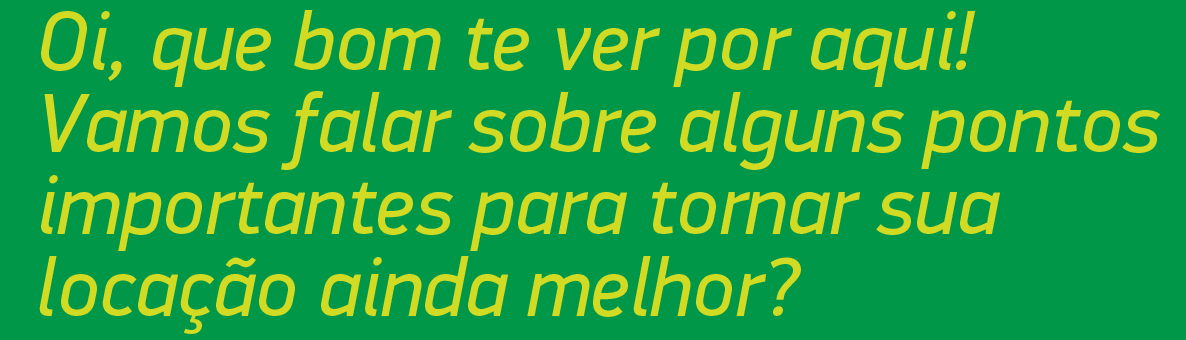 Oi, que bom te ver por aqui!
Vamos falar sobre alguns pontos
importantes para tornar sua
locação ainda melhor?